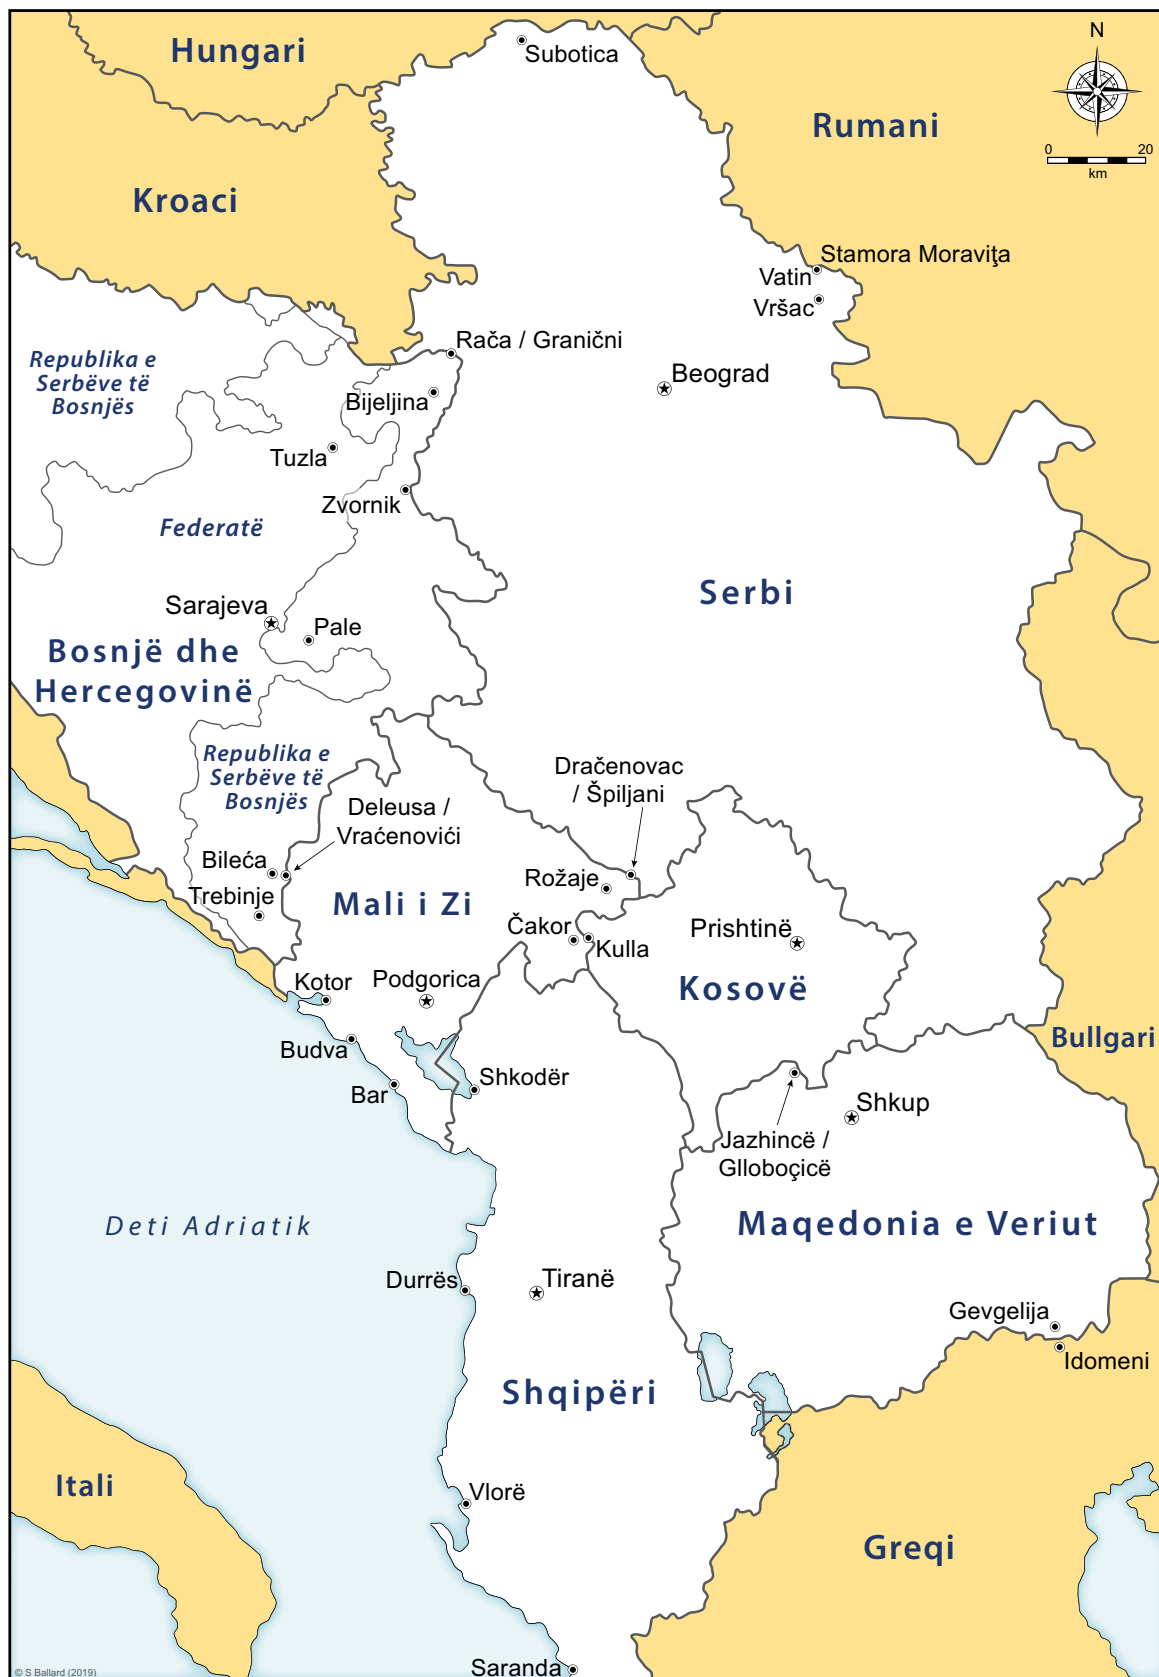 Hungari
Subotica
N
Rumani
0 20
km
Kroaci
Stamora Moravița
Vatin
Vršac
Rača / Granični
Republika e
Serbëve të
Bosnjës
Beograd
Bijeljina
Tuzla
Zvornik
Federatë
Serbi
Sarajeva
Pale
Bosnjë dhe
Hercegovinë
Republika e
Serbëve të
Bosnjës
Dračenovac
/ Špiljani
Deleusa /
Vraćenovići
Bileća
Trebinje
Rožaje
Mali i Zi
Čakor
Kulla
Prishtinë
Kosovë
Kotor
Podgorica
Budva
Bullgari
Bar
Shkodër
Shkup
Jazhincë /
Glloboçicë
Deti Adriatik
Maqedonia e Veriut
Durrës
Tiranë
Gevgelija
Idomeni
Shqipëri
Itali
Vlorë
Greqi
Saranda
© S Ballard (2019)